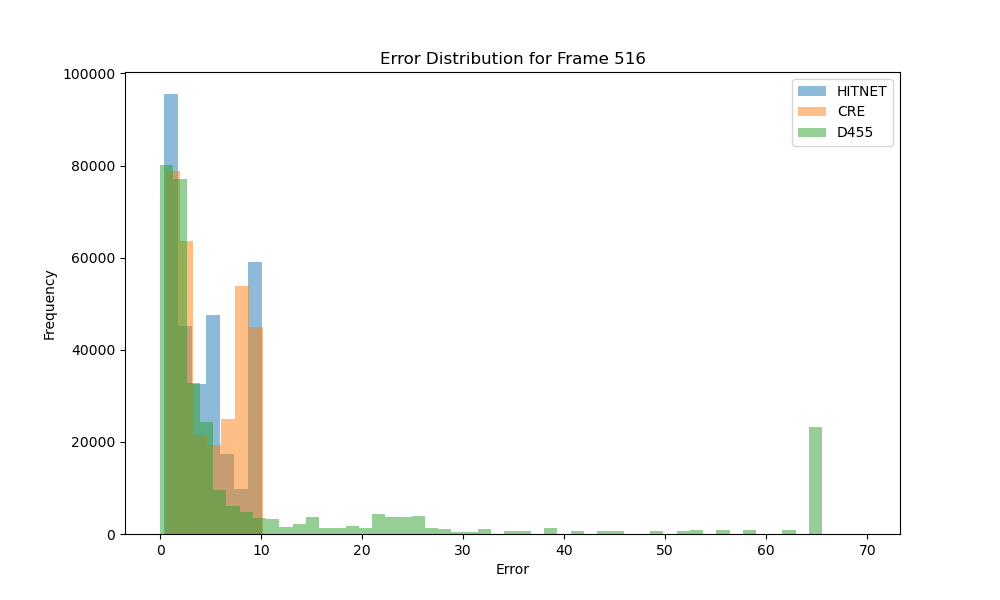 Error Distribution for Frame 516
HITNET
CRE
D455
100000
80000
60000
40000
20000
0
Frequency
0 10 20 30 40 50 60 70
Error